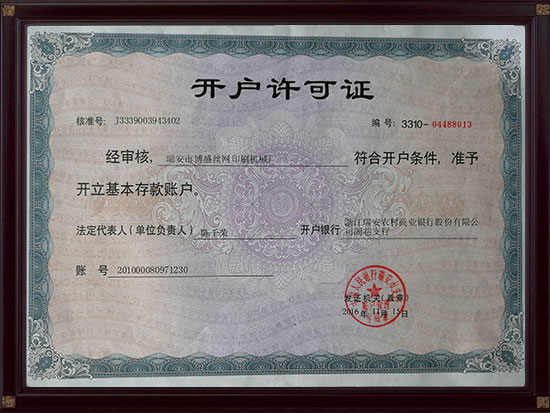 开户许可证
核准号: J3339003943402 编号: 3310-04488013
经审核, 瑞安市博盛丝网印刷机械厂 符合开户条件, 准予
开立基本存款账户。
法定代表人(单位负责人) 陈千荣 开户银行 浙江瑞安农村商业银行股份有限公
司阁巷支行
账号 201000080971230
发证机关(盖章)
2016年11月15日